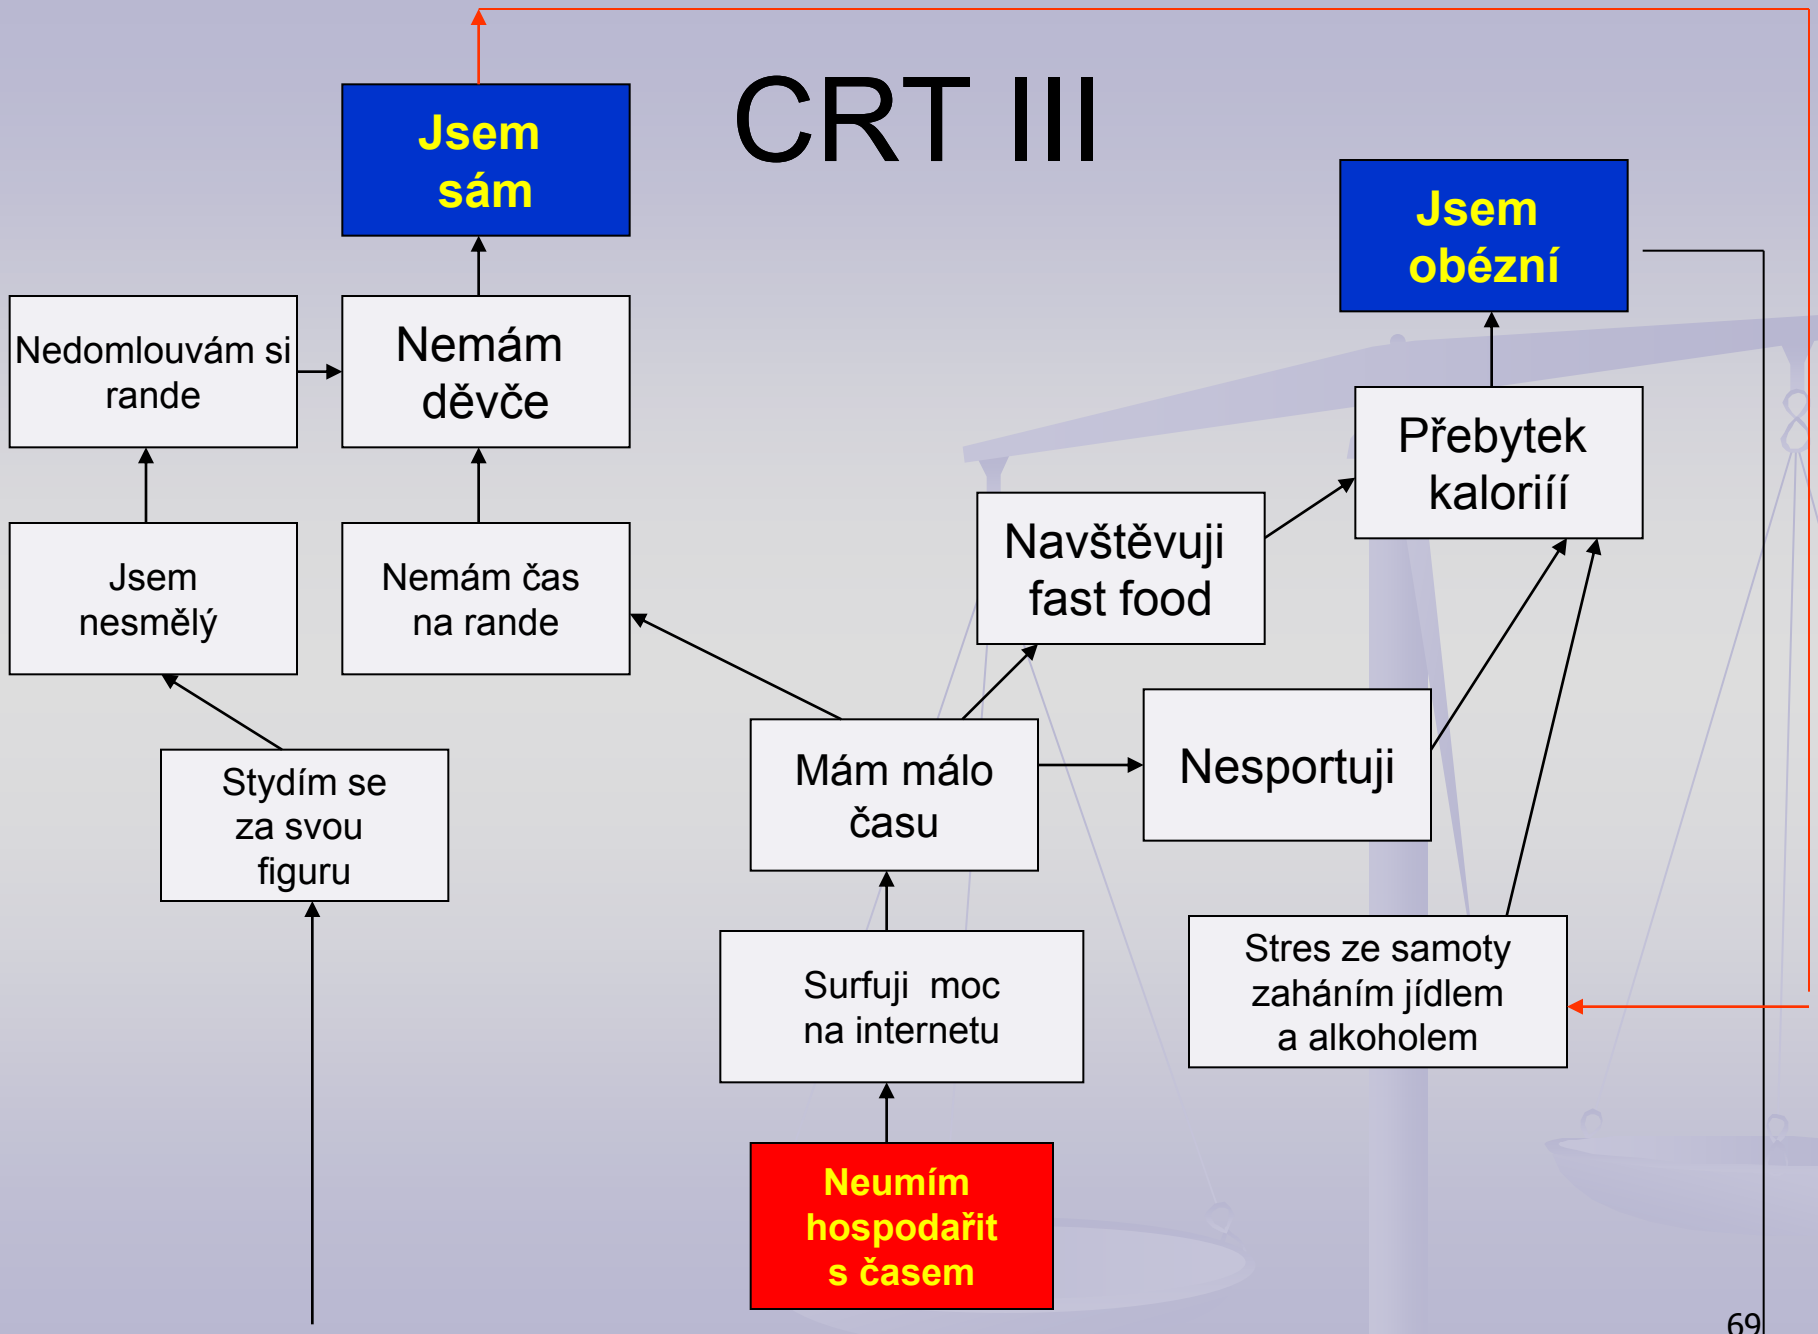 CRT III
Jsem
sám
Jsem
obézní
Nedomlouvám si
rande
Nemám
děvče
Přebytek
kaloriíí
Navštěvuji
fast food
Jsem
nesmělý
Nemám čas
na rande
Stydím se
za svou
figuru
Mám málo
času
Nesportuji
Surfuji moc
na internetu
Stres ze samoty
zaháním jídlem
a alkoholem
Neumím
hospodařit
s časem
69